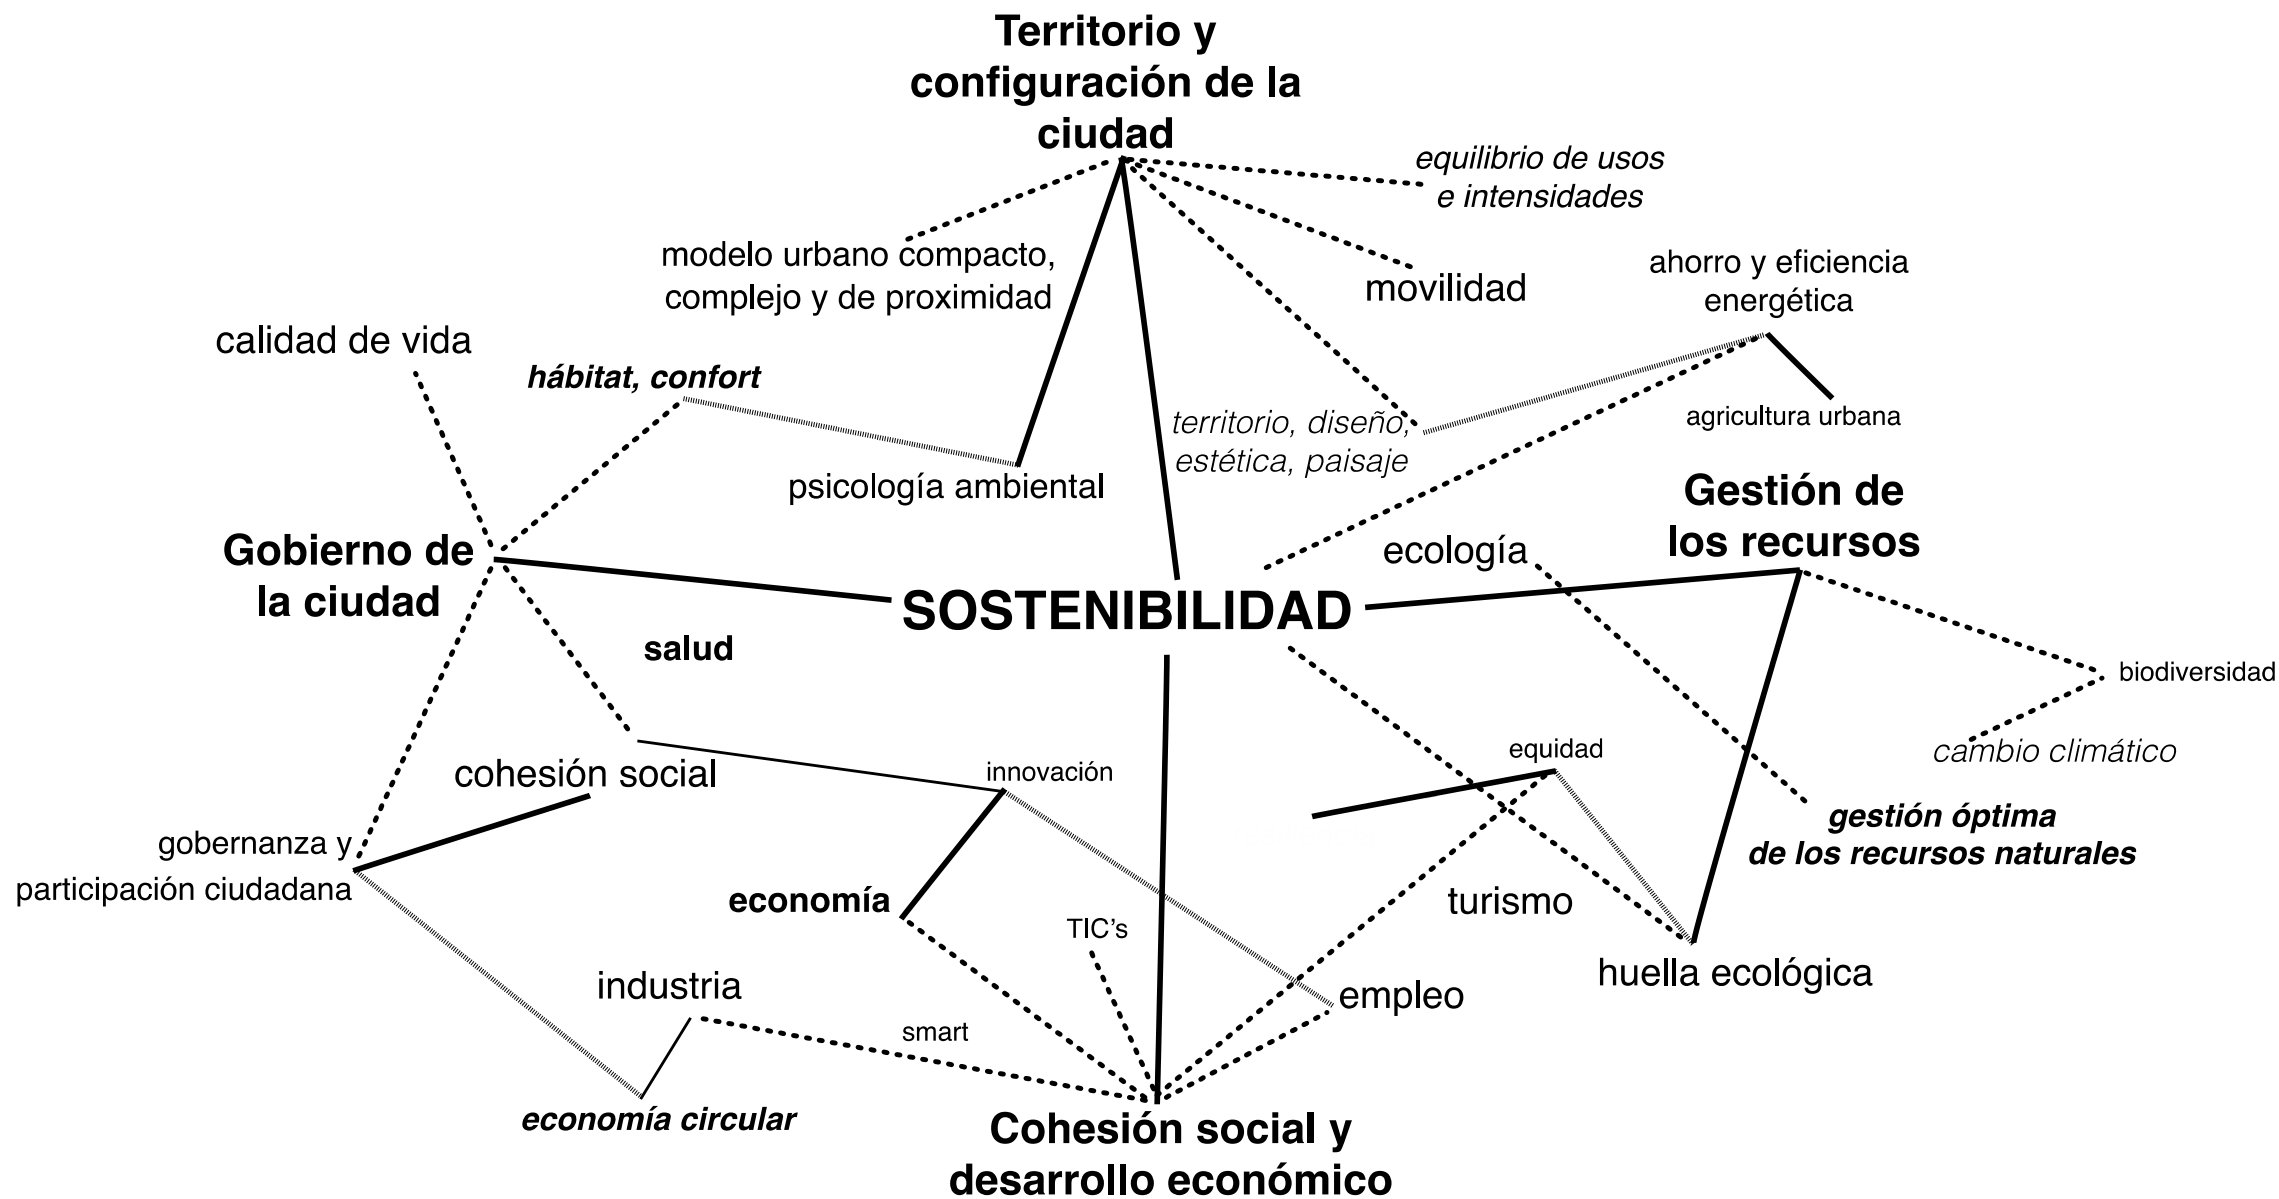 Territorio y
configuración de la
ciudad
equilibrio de usos
e intensidades
modelo urbano compacto,
complejo y de proximidad
movilidad
ahorro y eficiencia
energética
calidad de vida
hábitat, confort
territorio, diseño,
estética, paisaje
agricultura urbana
psicología ambiental
Gestión de
los recursos
Gobierno de
la ciudad
ecología
SOSTENIBILIDAD
salud
biodiversidad
cambio climático
equidad
cohesión social
innovación
gestión óptima
de los recursos naturales
gobernanza y
participación ciudadana
economía
turismo
TIC's
huella ecológica
industria
empleo
smart
economía circular
Cohesión social y
desarrollo económico